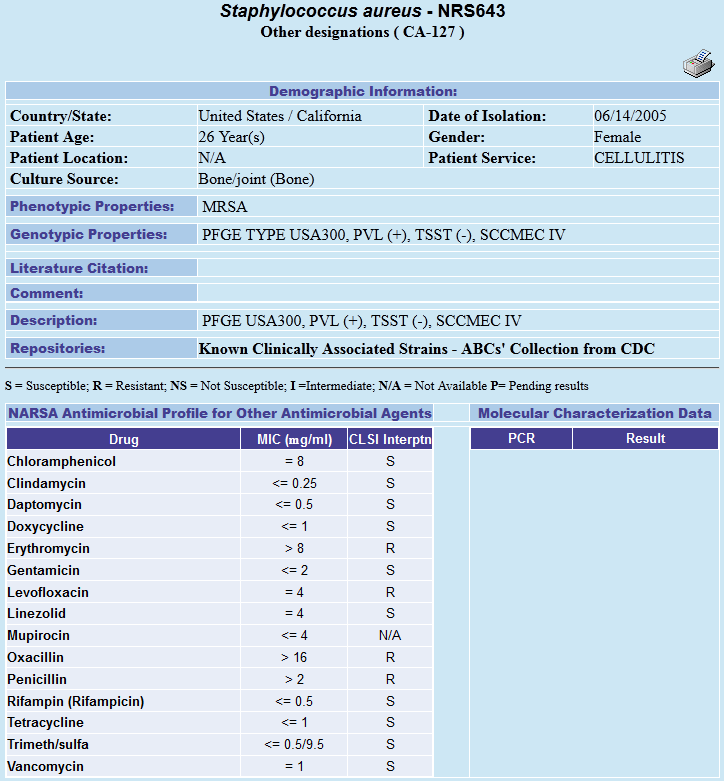 Staphylococcus aureus - NRS643
Other designations ( CA-127 )
Demographic Information:
Country/State: United States / California Date of Isolation: 06/14/2005
Patient Age: 26 Year(s) Gender: Female
Patient Location: N/A Patient Service: CELLULITIS
Culture Source: Bone/joint (Bone)
Phenotypic Properties: MRSA
Genotypic Properties: PFGE TYPE USA300, PVL (+), TSST (-), SCCMEC IV
Literature Citation:
Comment:
Description: PFGE USA300, PVL (+), TSST (-), SCCMEC IV
Repositories: Known Clinically Associated Strains - ABCs' Collection from CDC
S = Susceptible; R = Resistant; NS = Not Susceptible; I =Intermediate; N/A = Not Available P= Pending results
NARSA Antimicrobial Profile for Other Antimicrobial Agents Molecular Characterization Data
Drug MIC (mg/ml) CLSI Interptn PCR Result
Chloramphenicol = 8 S
Clindamycin <= 0.25 S
Daptomycin <= 0.5 S
Doxycycline <= 1 S
Erythromycin > 8 R
Gentamicin <= 2 S
Levofloxacin = 4 R
Linezolid = 4 S
Mupirocin <= 4 N/A
Oxacillin > 16 R
Penicillin > 2 R
Rifampin (Rifampicin) <= 0.5 S
Tetracycline <= 1 S
Trimeth/sulfa <= 0.5/9.5 S
Vancomycin = 1 S